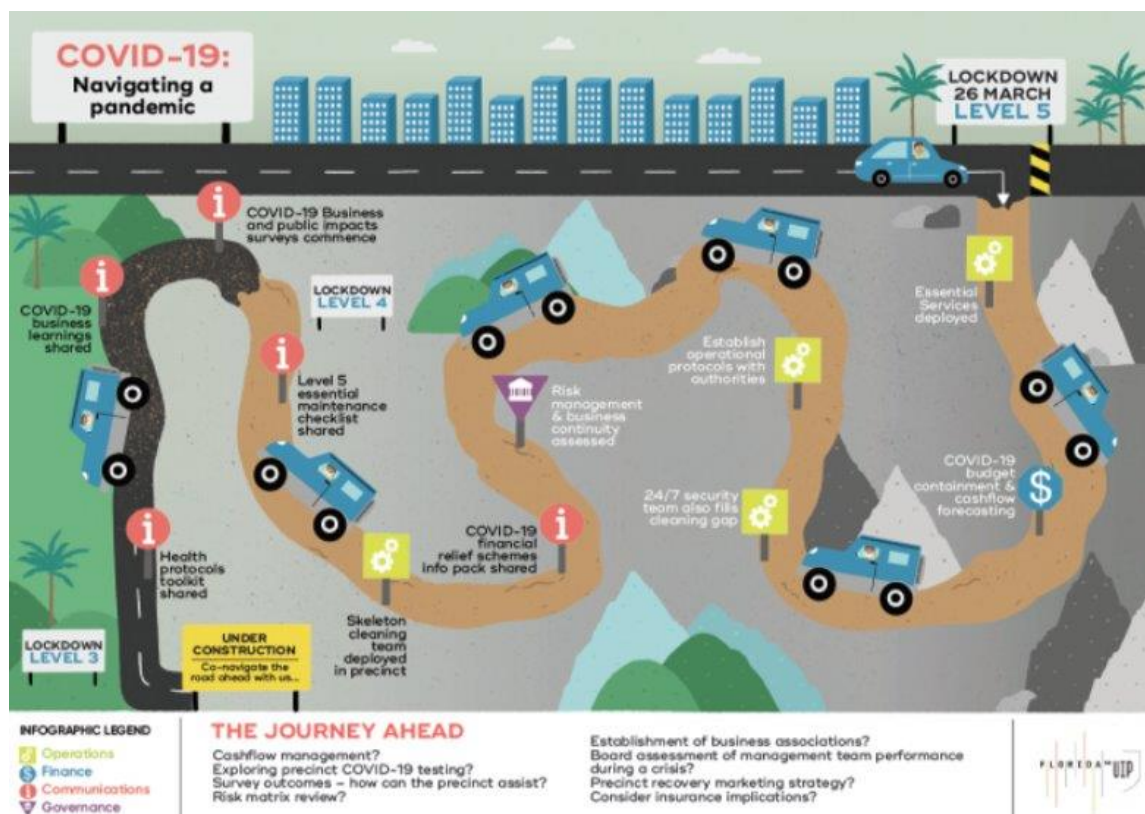 COVID-19:
Navigating a
pandemic
LOCKDOWN
26 MARCH
LEVEL 5
Essential
Services
deployed
COVID-19
budget
containment &
cashflow
forecasting
24/7 security
team also fills
cleaning gap
Establish
operational
protocols with
authorities
Risk
management
& business
continuity
assessed
COVID-19
financial
relief schemes
info pack shared
Skeleton
cleaning
team
deployed
in precinct
Level 5
essential
maintenance
checklist
shared
LOCKDOWN
LEVEL 4
COVID-19 Business
and public impacts
surveys commence
COVID-19
business
learnings
shared
Health
protocols
toolkit
shared
LOCKDOWN
LEVEL 3
UNDER
CONSTRUCTION
Co-navigate the
road ahead with us...
INFOGRAPHIC LEGEND
Operations
Finance
Communications
Governance
THE JOURNEY AHEAD
Cashflow management?
Exploring precinct COVID-19 testing?
Survey outcomes – how can the precinct assist?
Risk matrix review?
Establishment of business associations?
Board assessment of management team performance
during a crisis?
Precinct recovery marketing strategy?
Consider insurance implications?
FLORIDA UIP